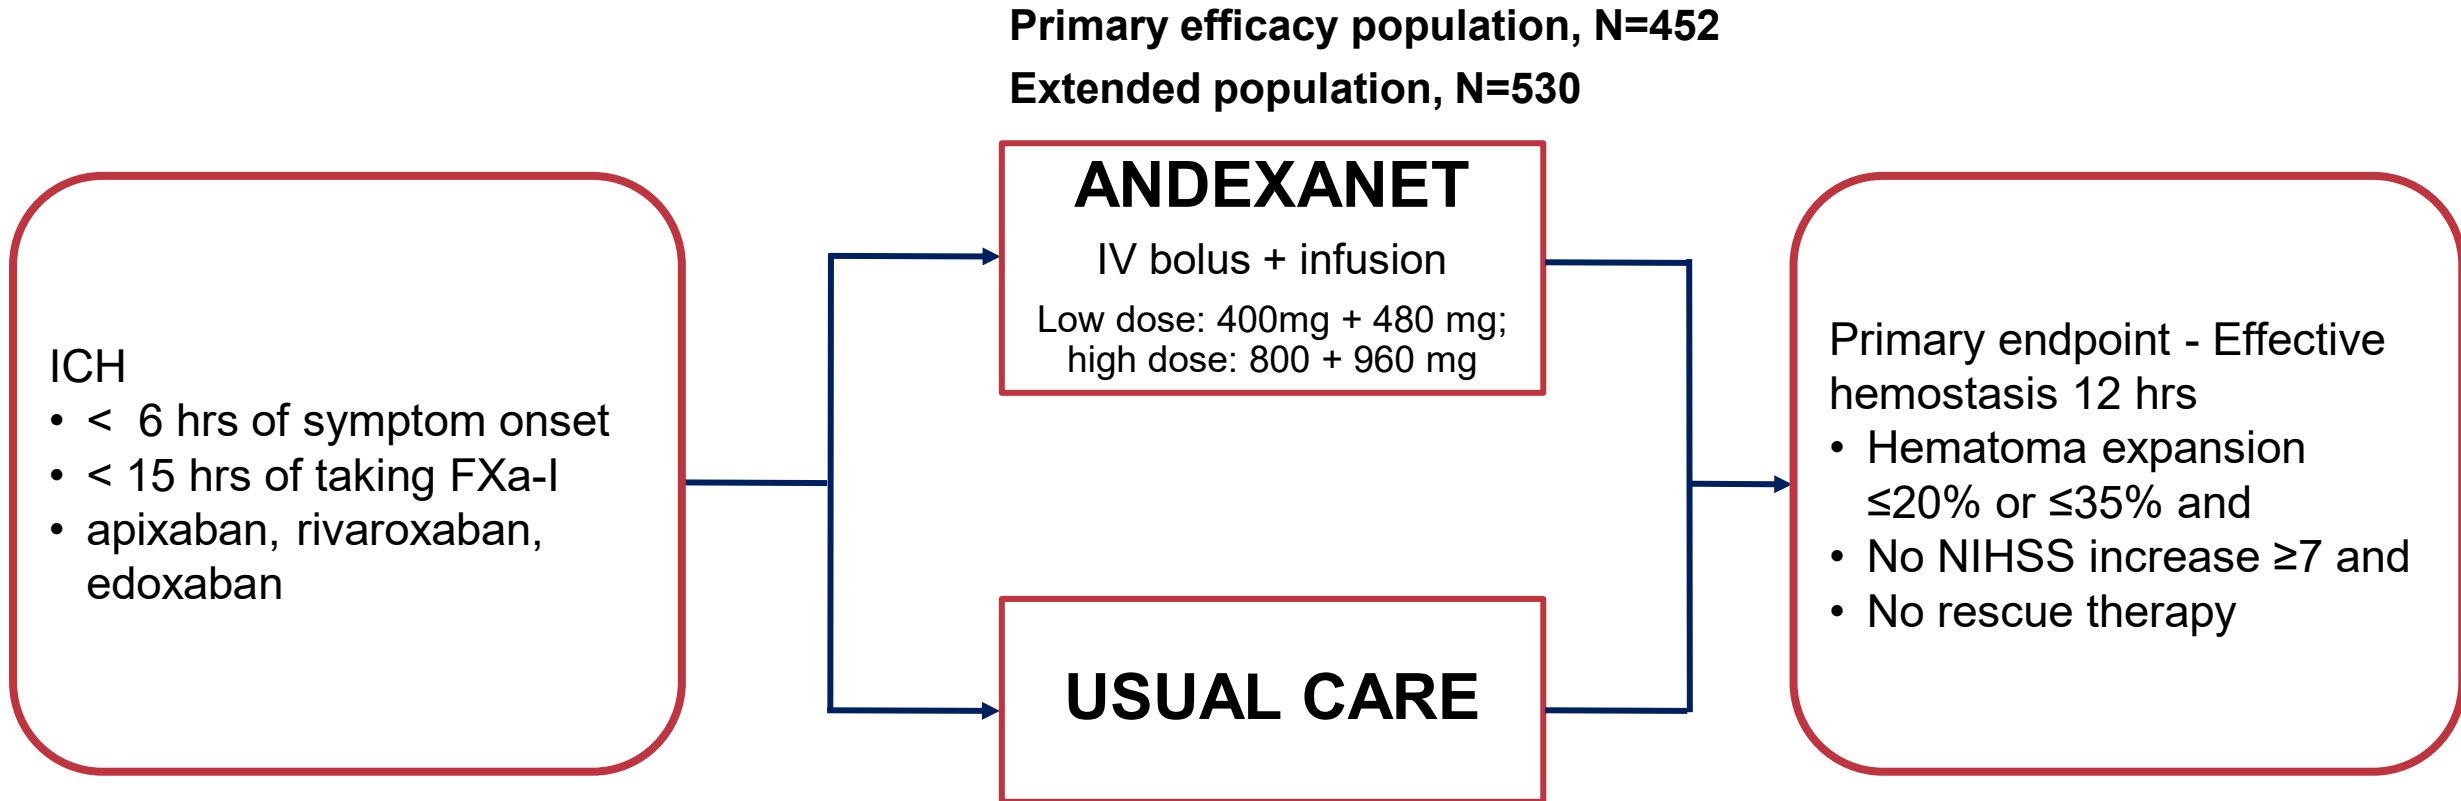 Primary efficacy population, N=452
Extended population, N=530
ICH
• < 6 hrs of symptom onset
• < 15 hrs of taking FXa-I
• apixaban, rivaroxaban,
edoxaban
ANDEXANET
IV bolus + infusion
Low dose: 400mg + 480 mg;
high dose: 800 + 960 mg
USUAL CARE
Primary endpoint - Effective
hemostasis 12 hrs
• Hematoma expansion
≤20% or ≤35% and
• No NIHSS increase ≥7 and
• No rescue therapy